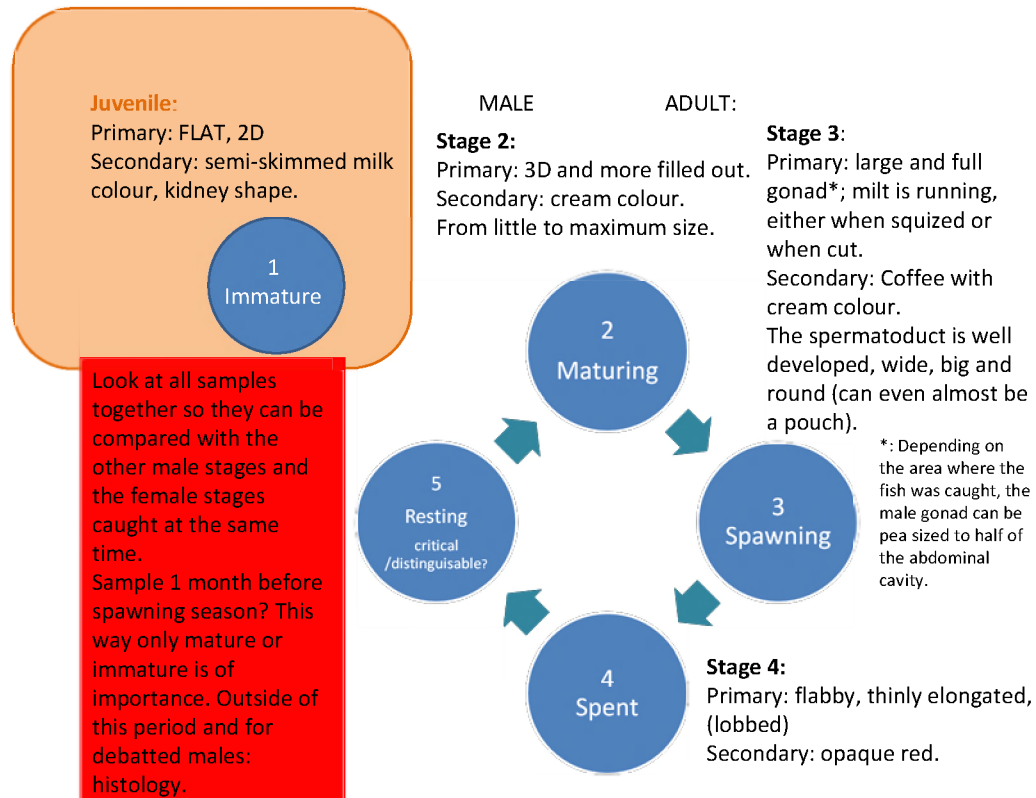 Juvenile:
Primary: FLAT, 2D
Secondary: semi-skimmed milk
colour, kidney shape.
1
Immature
Look at all samples
together so they can be
compared with the
other male stages and
the female stages
caught at the same
time.
Sample 1 month before
spawning season? This
way only mature or
immature is of
importance. Outside of
this period and for
debatted males:
histology.
MALE ADULT:
Stage 2:
Primary: 3D and more filled out.
Secondary: cream colour.
From little to maximum size.
2
Maturing
Stage 3:
Primary: large and full
gonad*; milt is running,
either when squized or
when cut.
Secondary: Coffee with
cream colour.
The spermatoduct is well
developed, wide, big and
round (can even almost be
a pouch).
*: Depending on
the area where the
fish was caught, the
male gonad can be
pea sized to half of
the abdominal
cavity.
3
Spawning
Stage 4:
Primary: flabby, thinly elongated,
(lobbed)
Secondary: opaque red.
4
Spent
5
Resting
critical
/distinguisable?